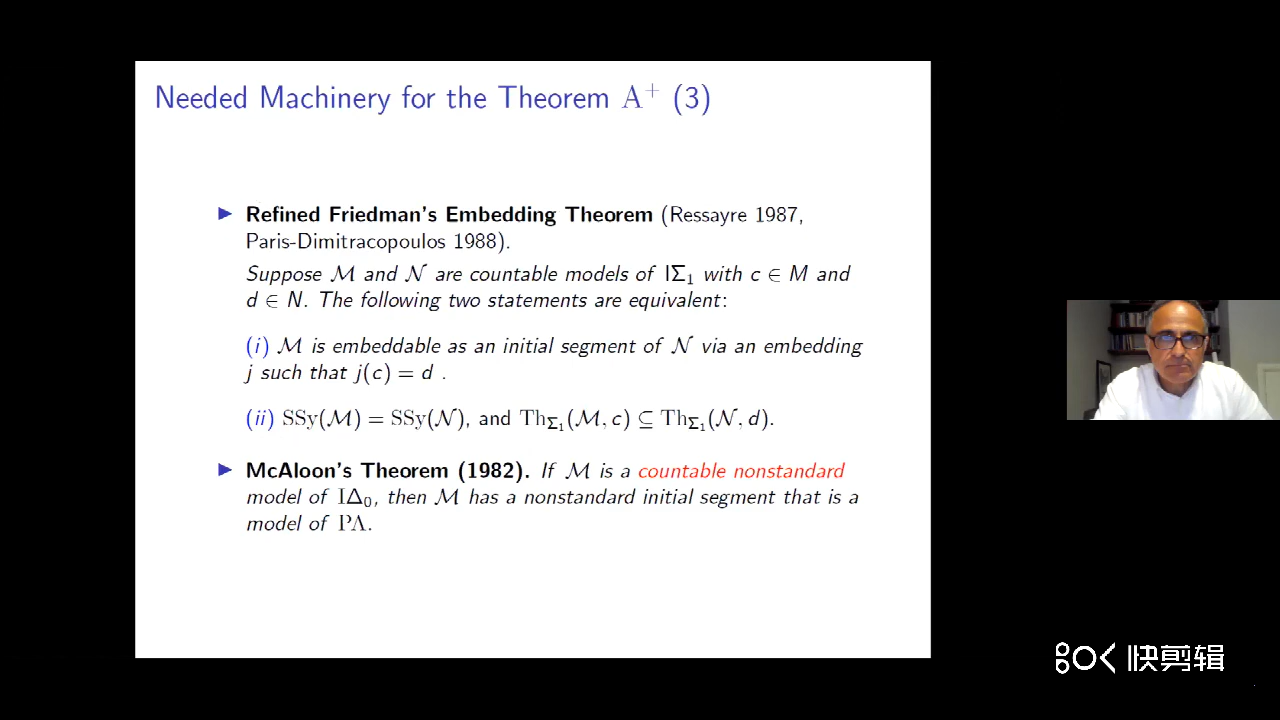 Needed Machinery for the Theorem A⁺ (3)
▶ Refined Friedman's Embedding Theorem (Ressayre 1987,
Paris-Dimitracopoulos 1988).
Suppose ℳ and 𝒩 are countable models of IΣ₁ with c ∈ M and
d ∈ N. The following two statements are equivalent:
(i) ℳ is embeddable as an initial segment of 𝒩 via an embedding
j such that j(c) = d .
(ii) SSy(ℳ) = SSy(𝒩), and Th_Σ₁(ℳ, c) ⊆ Th_Σ₁(𝒩, d).
▶ McAloon's Theorem (1982). If ℳ is a countable nonstandard
model of IΔ₀, then ℳ has a nonstandard initial segment that is a
model of PA.
快剪辑